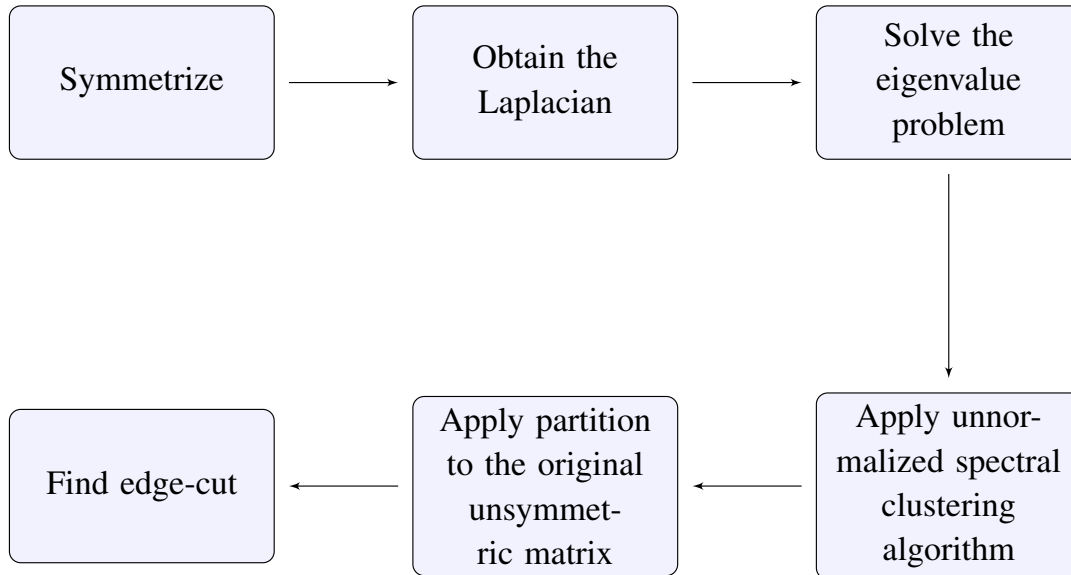 Symmetrize
Obtain the
Laplacian
Solve the
eigenvalue
problem
Apply unnor-
malized spectral
clustering
algorithm
Apply partition
to the original
unsymmet-
ric matrix
Find edge-cut